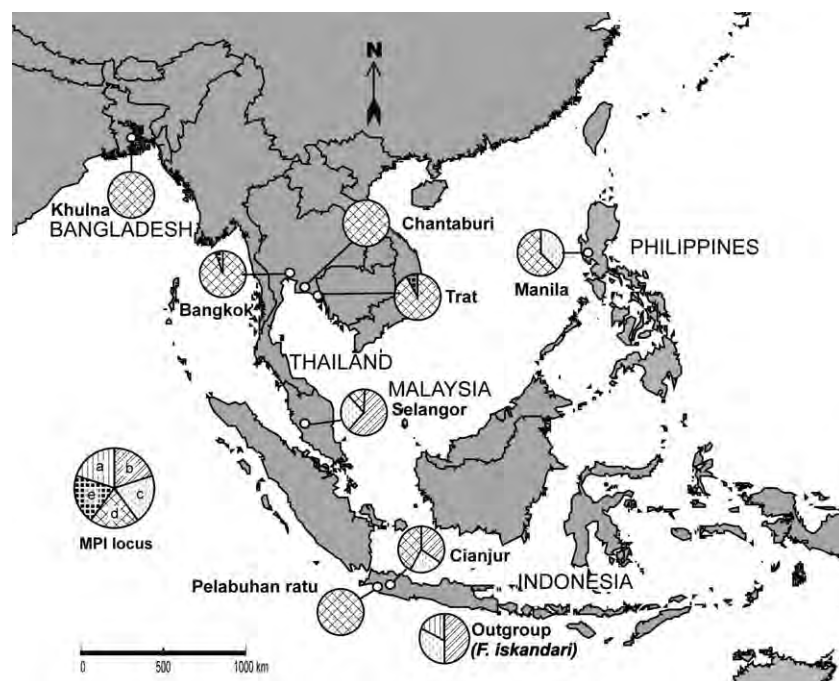 N
Khulna
BANGLADESH
Chantaburi
PHILIPPINES
Manila
Bangkok
Trat
THAILAND
MALAYSIA
Selangor
a
b
e
c
d
MPI locus
Cianjur
INDONESIA
Pelabuhan ratu
Outgroup
(F. iskandari)
0 500 1000 km